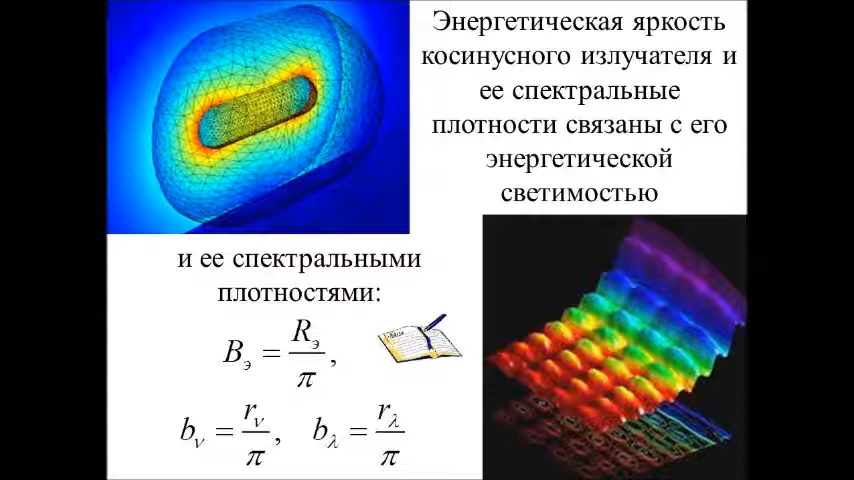 Энергетическая яркость
косинусного излучателя и
ее спектральные
плотности связаны с его
энергетической
светимостью
и ее спектральными
плотностями:
Bэ = Rэ/π ,
bν = rν/π , bλ = rλ/π